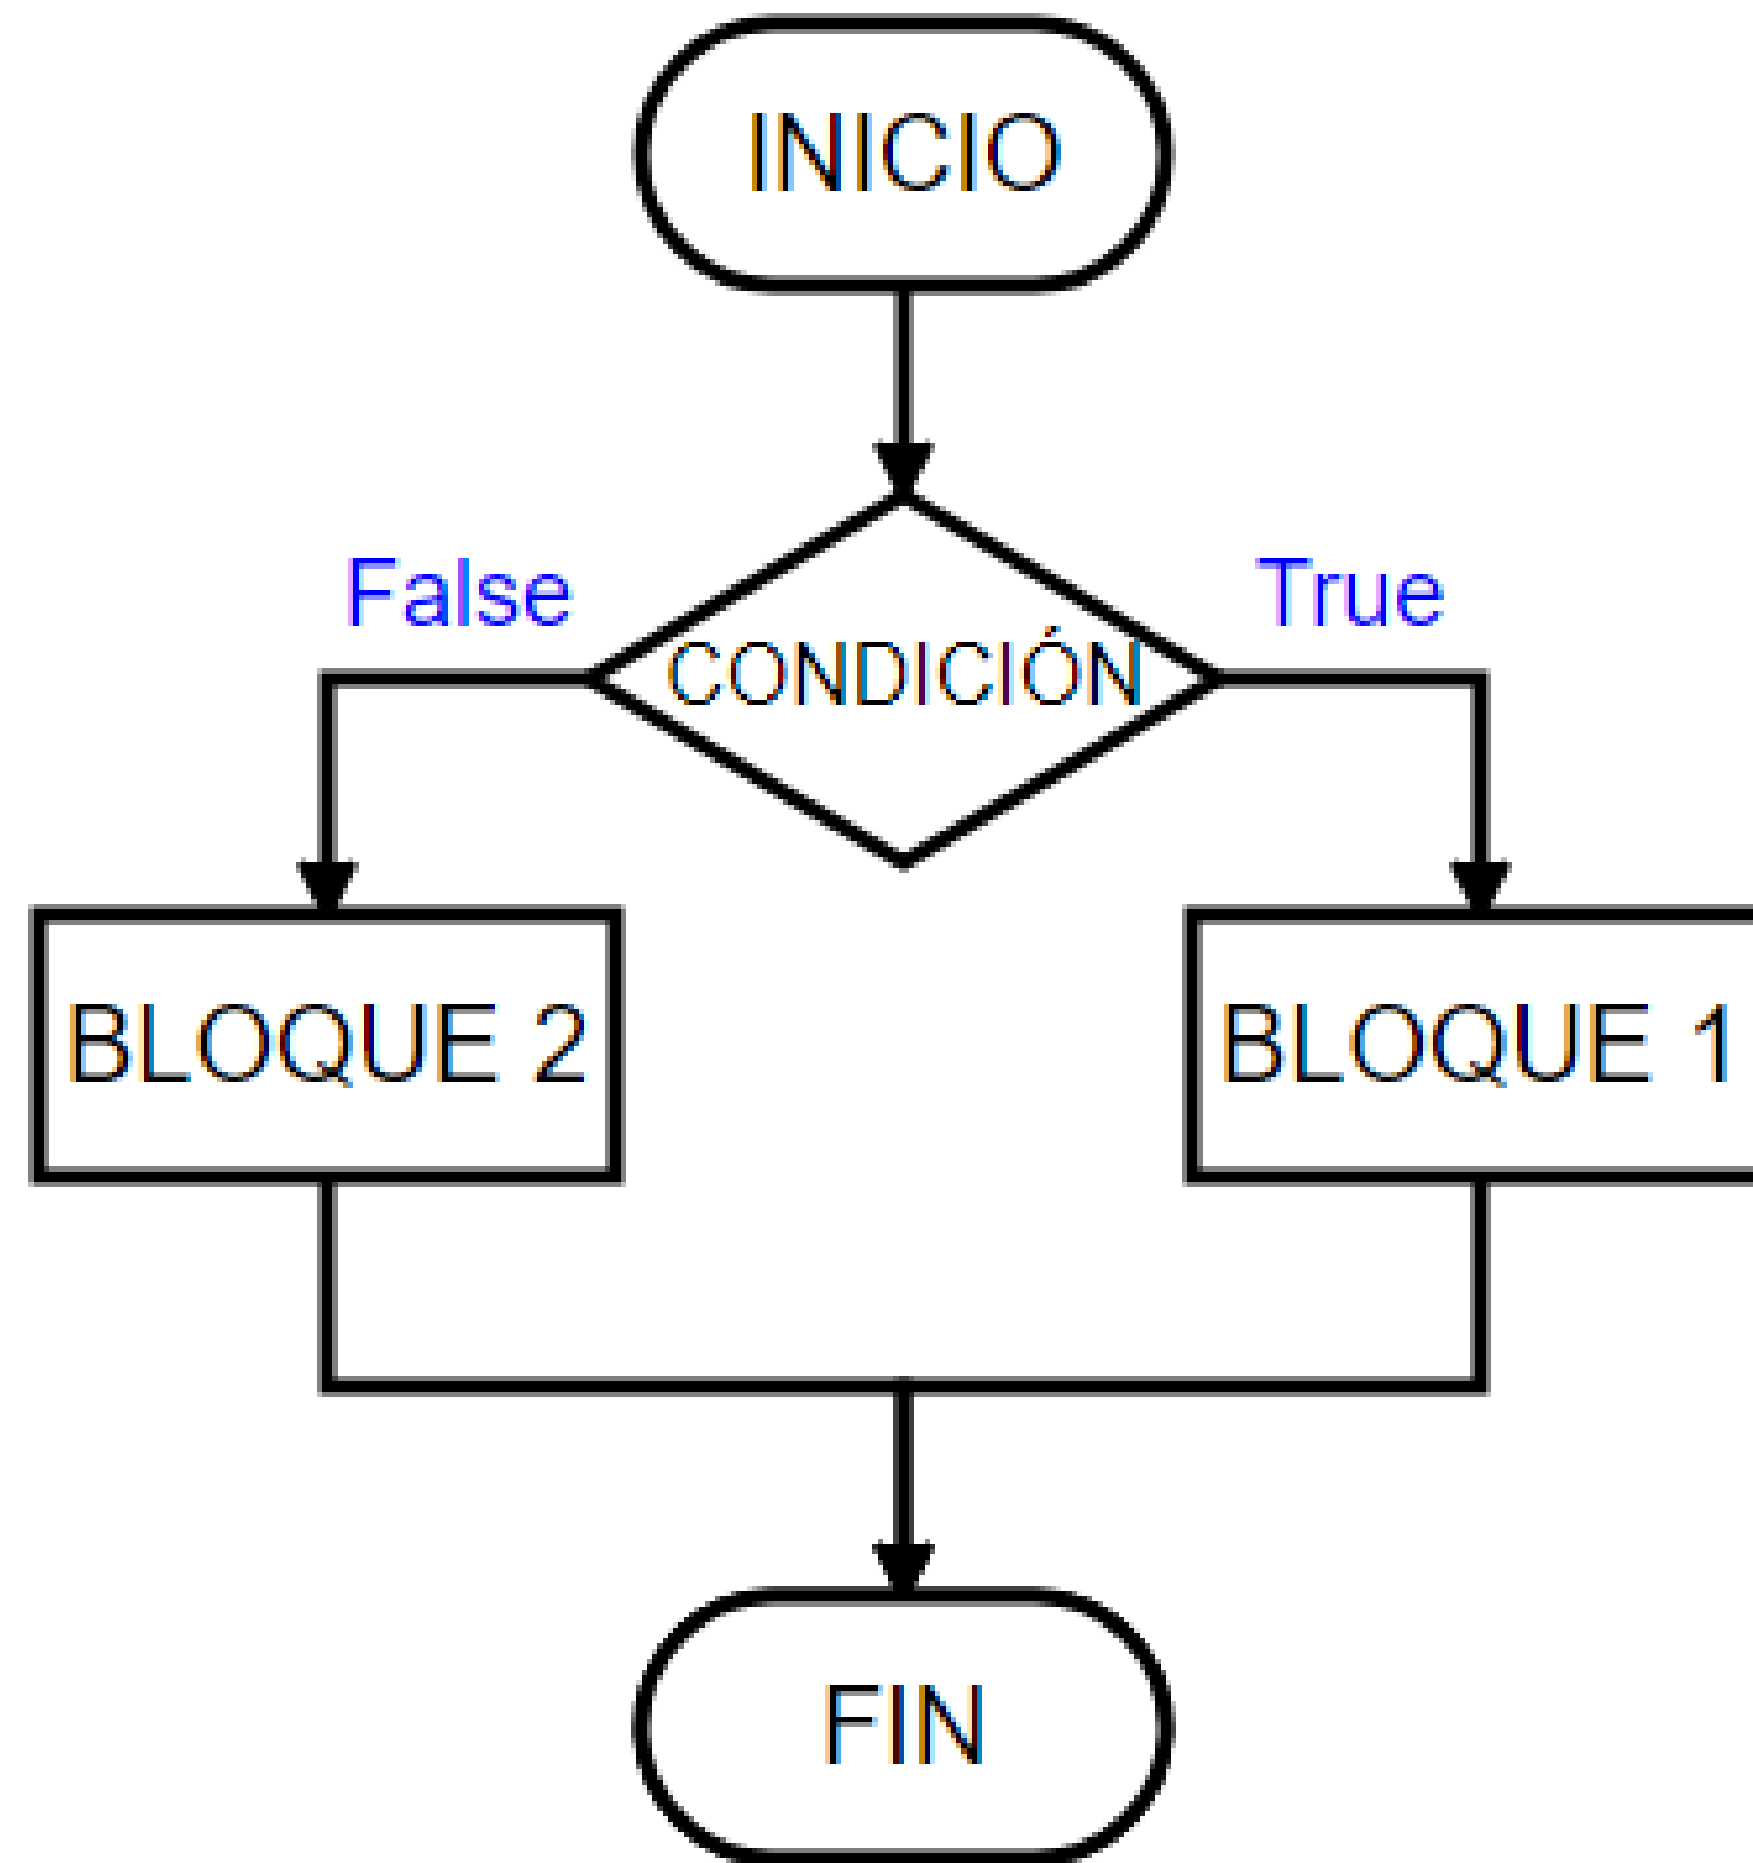 INICIO
False
True
CONDICIÓN
BLOQUE 2
BLOQUE 1
FIN